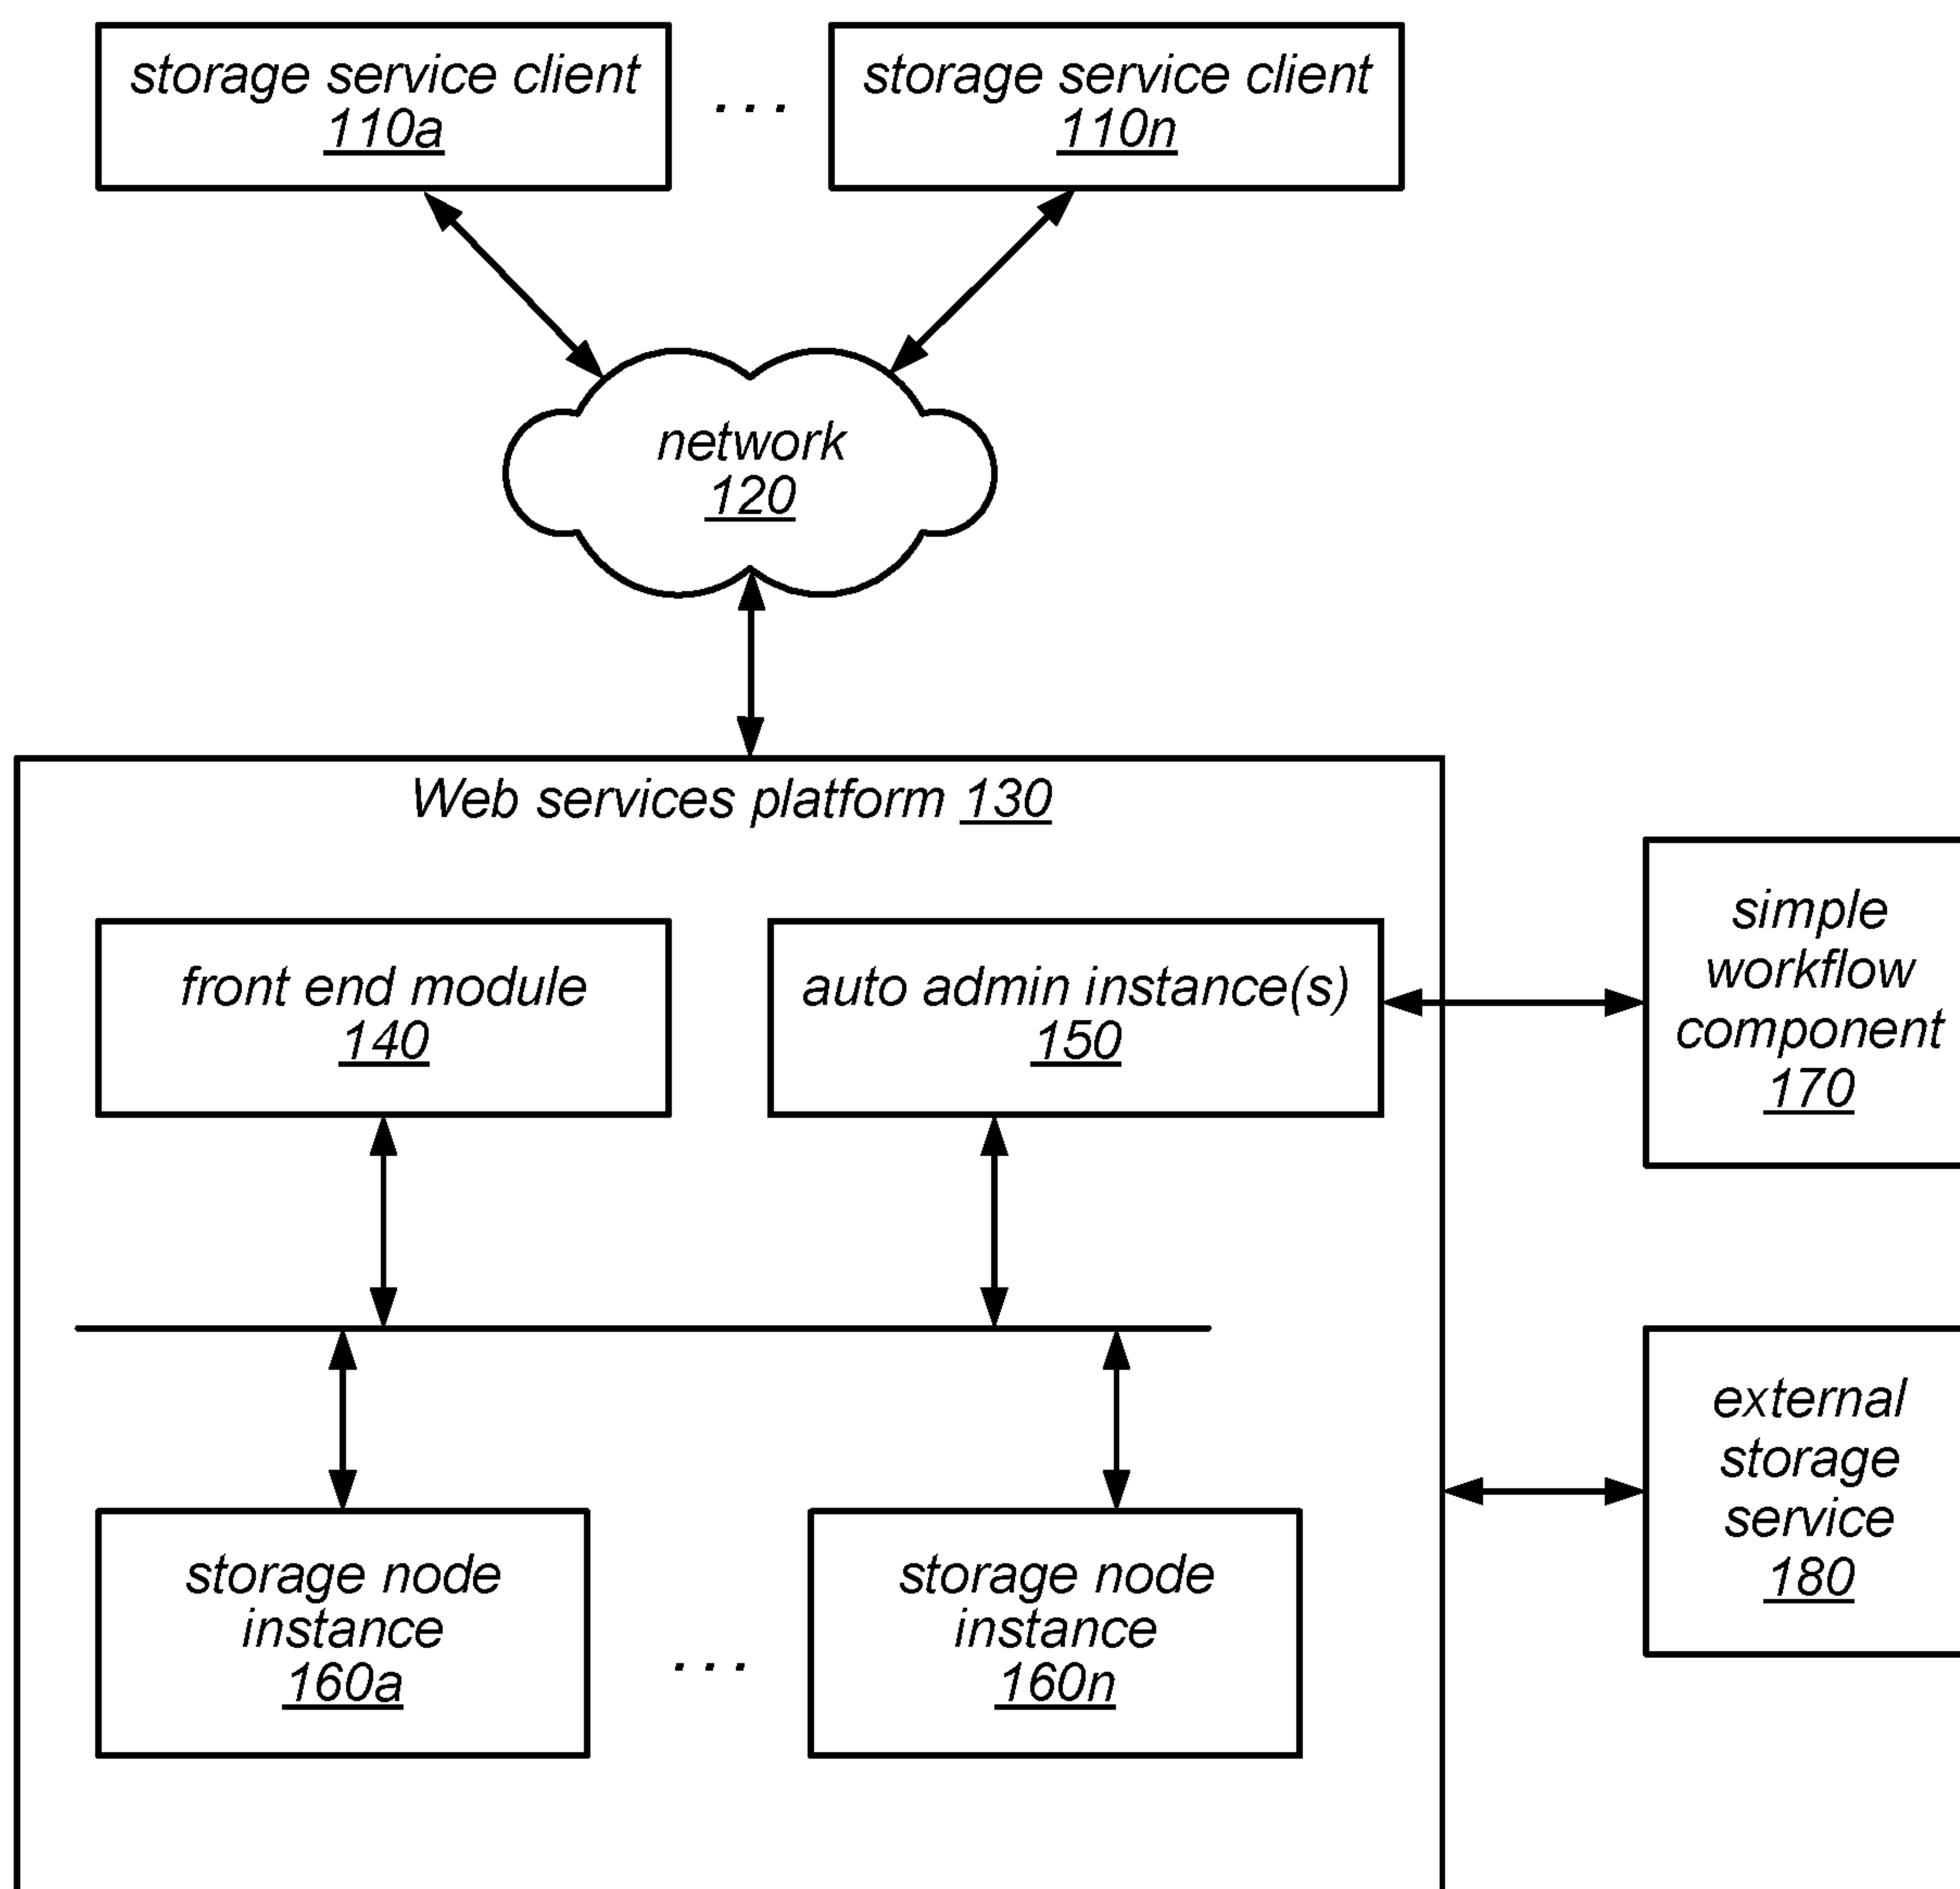 storage service client
110a
. . .
storage service client
110n
network
120
Web services platform 130
front end module
140
auto admin instance(s)
150
simple
workflow
component
170
external
storage
service
180
storage node
instance
160a
. . .
storage node
instance
160n